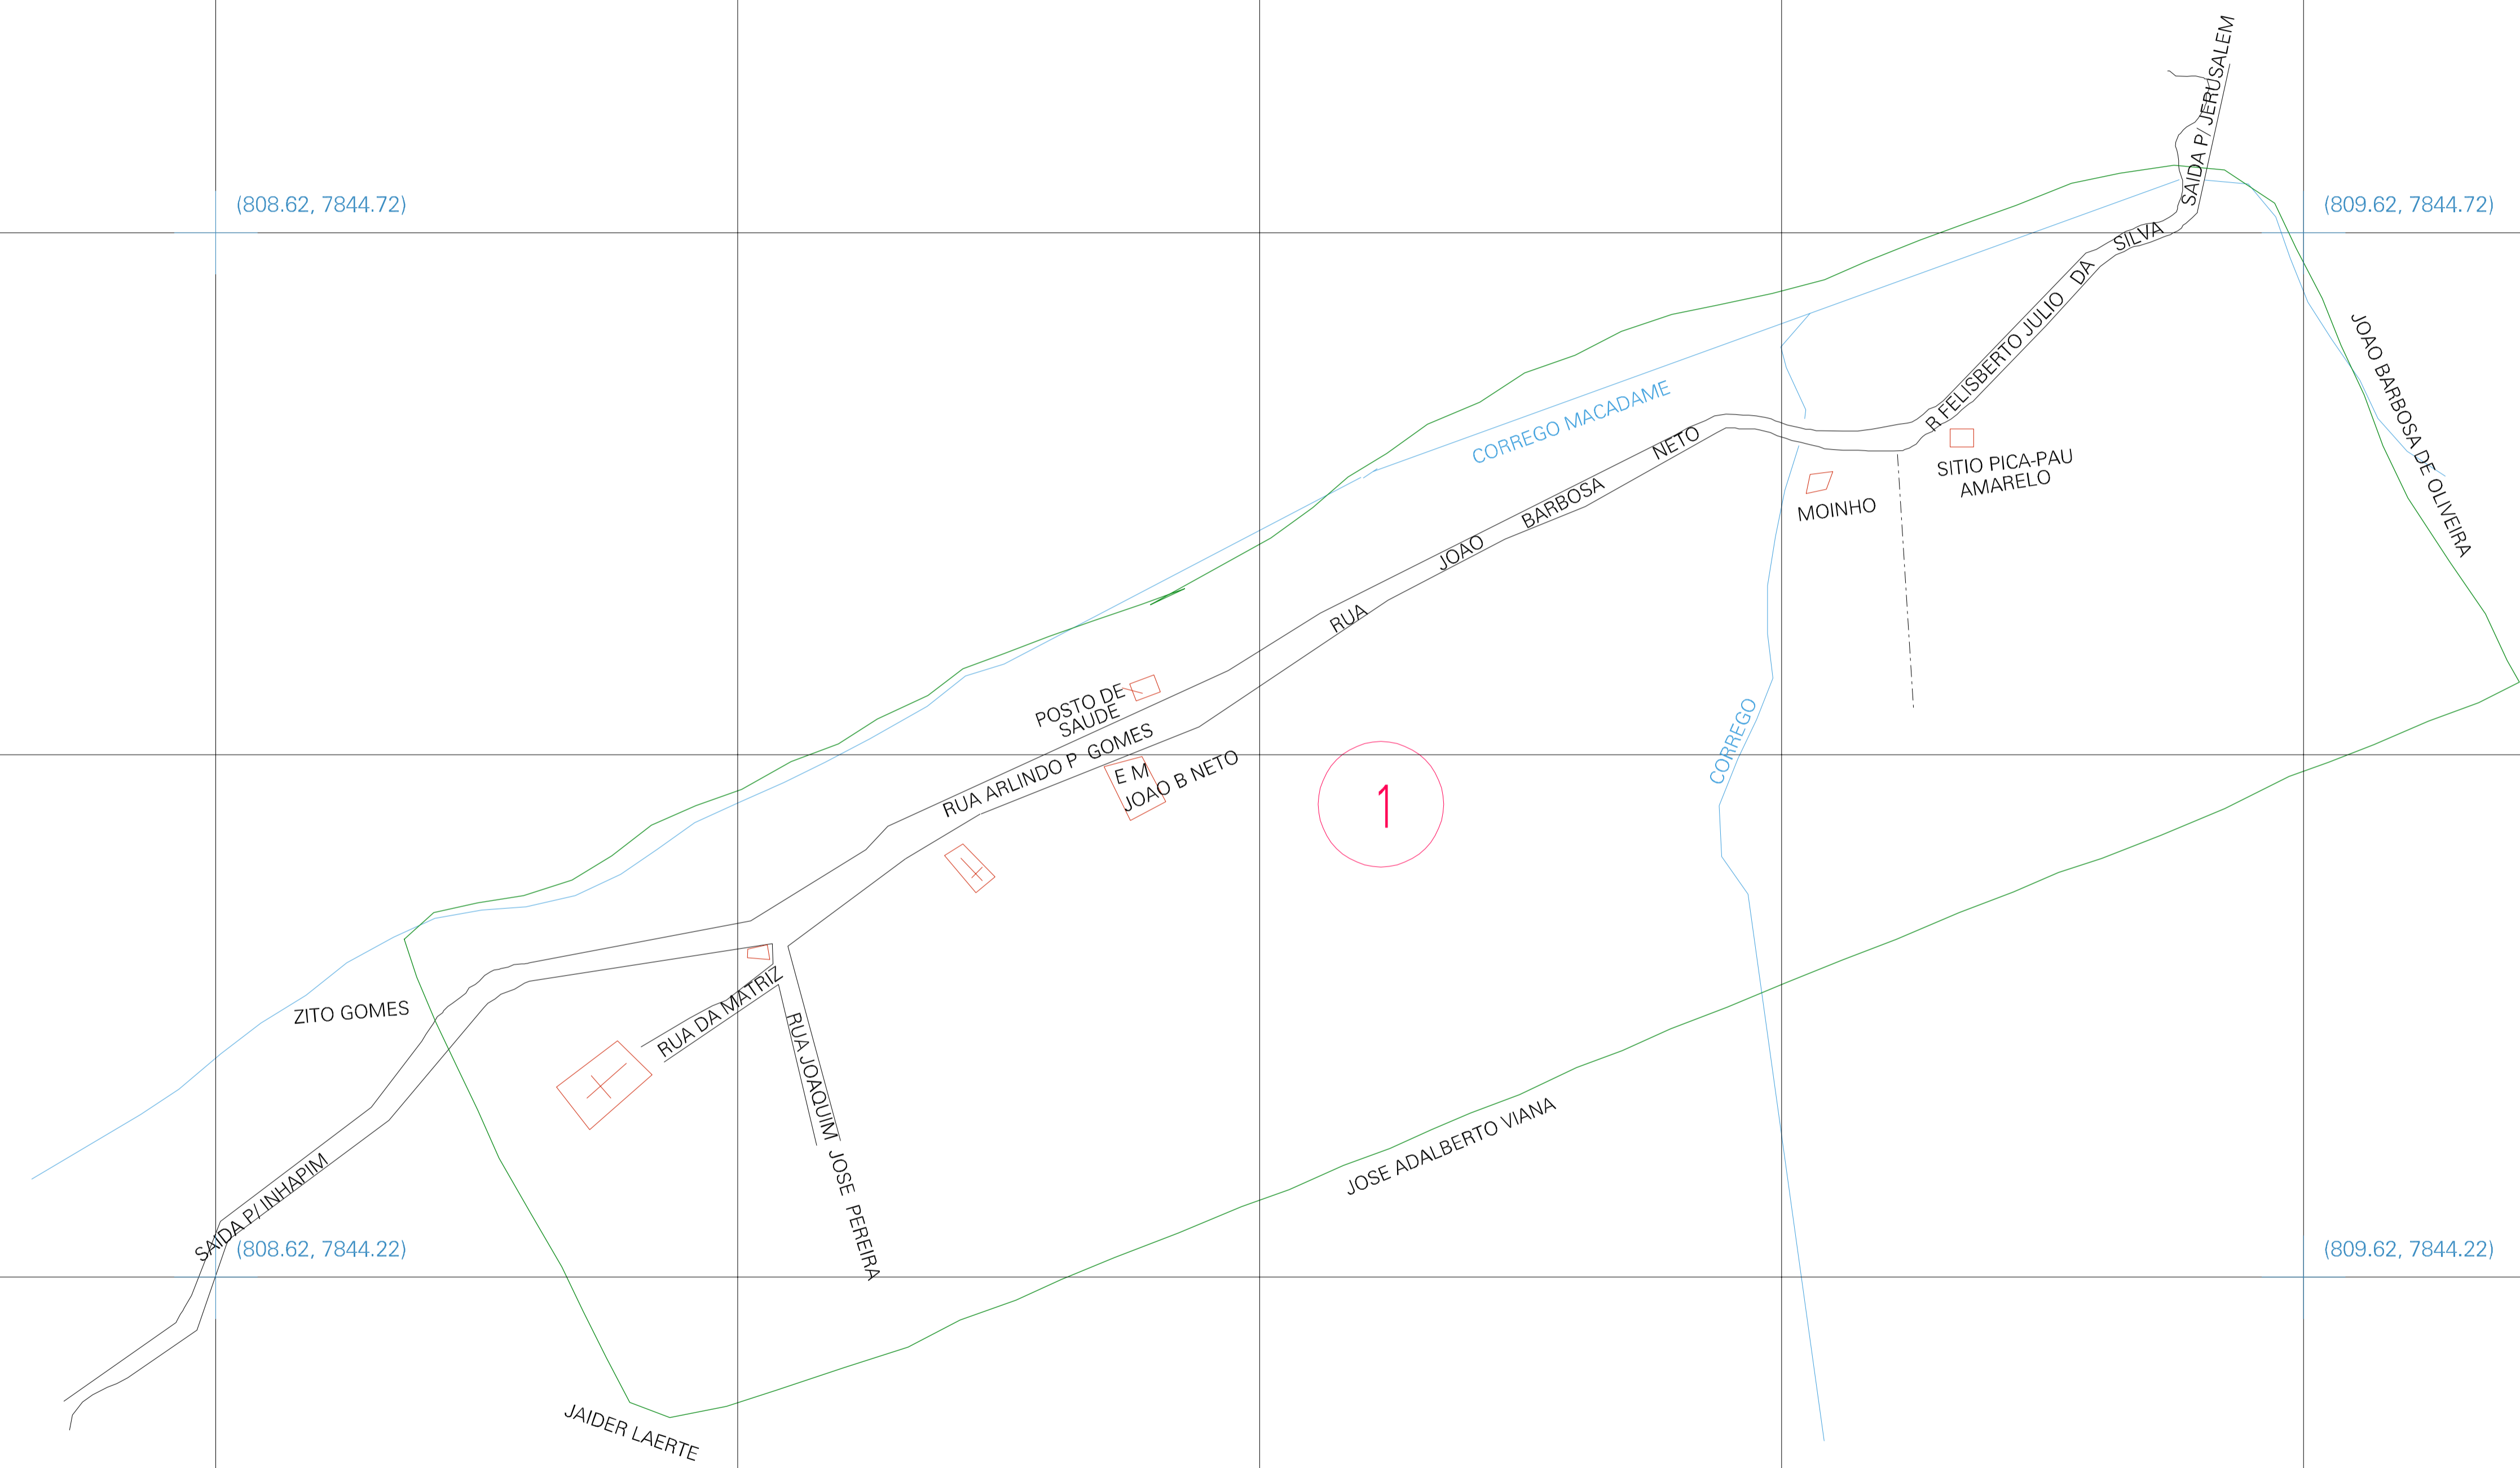 SAIDA P/ JERUSALEM
(808.62, 7844.72)
(809.62, 7844.72)
R FELISBERTO JULIO DA SILVA
JOAO BARBOSA DE OLIVEIRA
CORREGO MACADAME
RUA JOAO BARBOSA NETO
SITIO PICA-PAU
AMARELO
MOINHO
POSTO DE
SAUDE
RUA ARLINDO P GOMES
E M
JOAO B NETO
1
CORREGO
ZITO GOMES
RUA DA MATRIZ
RUA JOAQUIM JOSE PEREIRA
JOSE ADALBERTO VIANA
SAIDA P/ INHAPIM
(808.62, 7844.22)
(809.62, 7844.22)
JAIDER LAERTE